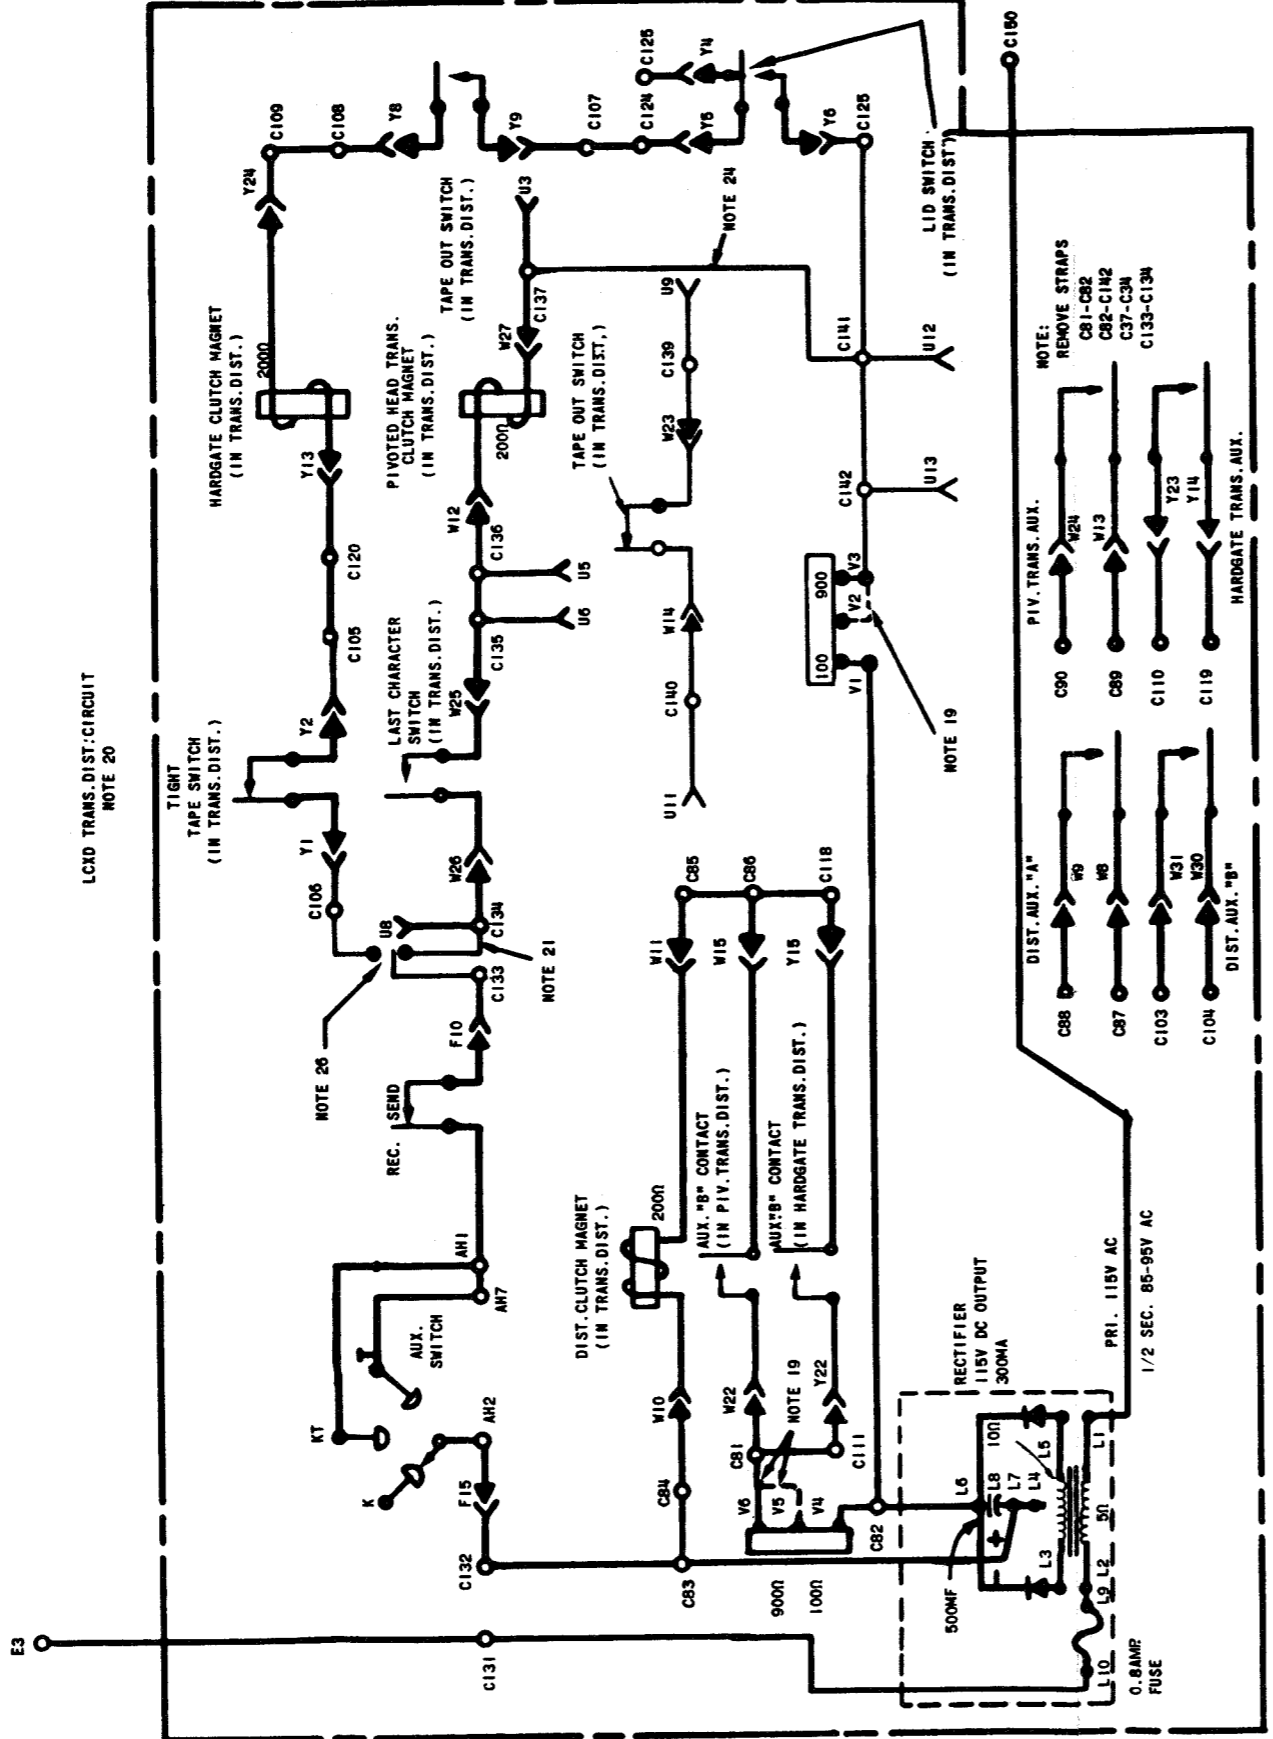 LCXD TRANS.DIST:CIRCUIT
NOTE 20
E3
C131
C132
F15
K
KT
AH2
AUX.
SWITCH
AH7
AH1
REC.
SEND
F10
NOTE 26
C133
NOTE 21
U8
C134
C106
Y1
TIGHT
TAPE SWITCH
(IN TRANS.DIST.)
Y2
C105
C120
Y13
HARDGATE CLUTCH MAGNET
(IN TRANS.DIST.)
200Ω
Y24
C109
C108
Y8
Y9
C107
C124
Y5
C125
Y4
Y6
C125
LID SWITCH
(IN TRANS.DIST)
W26
LAST CHARACTER
SWITCH
(IN TRANS.DIST.)
W25
C135
C136
U6
U5
W12
PIVOTED HEAD TRANS.
CLUTCH MAGNET
(IN TRANS.DIST.)
200Ω
W27
C137
TAPE OUT SWITCH
(IN TRANS.DIST.)
U3
NOTE 24
U11
C140
W14
TAPE OUT SWITCH
(IN TRANS.DIST,
W23
C139
U9
DIST.CLUTCH MAGNET
(IN TRANS.DIST.)
200Ω
C83
C84
W10
W11
C85
AUX."B" CONTACT
(IN PIV.TRANS.DIST.)
C81
W22
W15
C86
AUX"B" CONTACT
(IN HARDGATE TRANS.DIST.)
NOTE 19
C111
Y22
Y15
C118
900Ω
100Ω
V6
V5
V4
C82
100
900
V1
V2
V3
NOTE 19
C142
U13
C141
U12
RECTIFIER
115V DC OUTPUT
300MA
500MF
+
−
L6
L8
L7
L4
L3
L5
10Ω
5Ω
L10
L9
L2
L1
0.8AMP.
FUSE
PRI. 115V AC
1/2 SEC. 85-95V AC
C150
DIST.AUX."A"
C88
W9
C87
W8
C103
W31
C104
W30
DIST.AUX."B"
PIV.TRANS.AUX.
C90
W24
C89
W13
C110
Y23
C119
Y14
HARDGATE TRANS.AUX.
NOTE:
REMOVE STRAPS
C81-C82
C82-C142
C37-C34
C133-C134